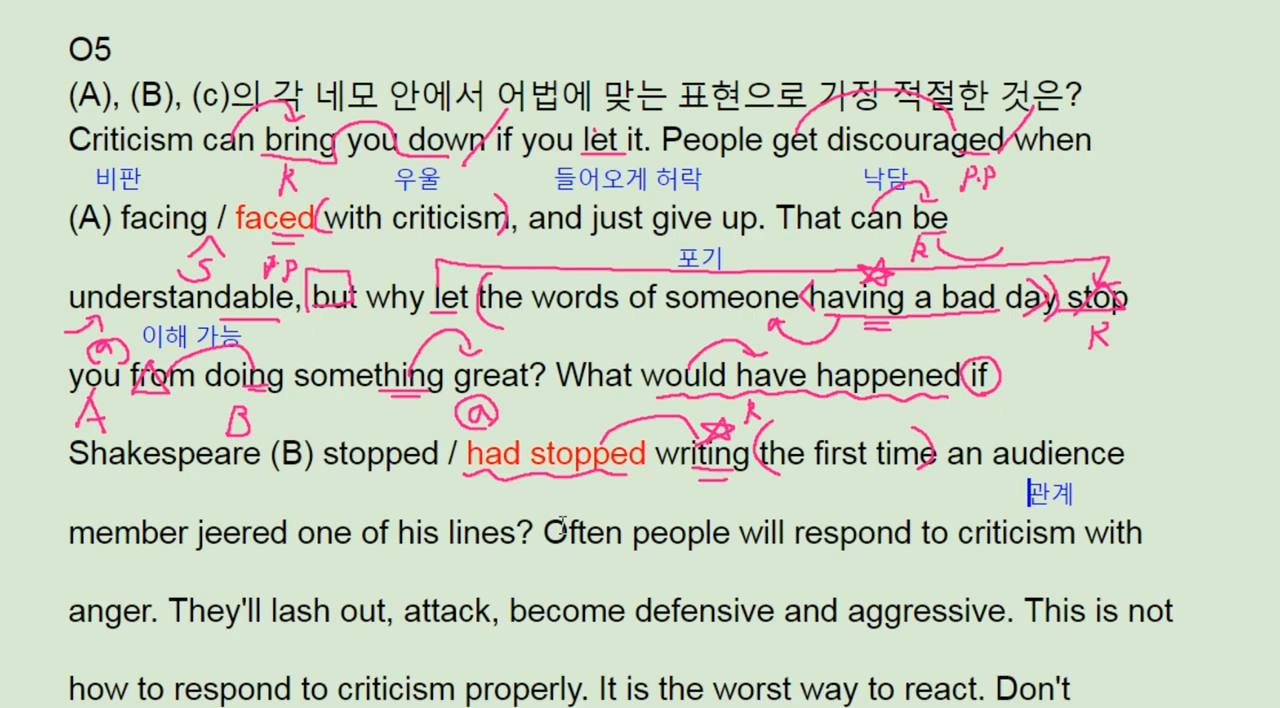 O5
(A), (B), (c)의 각 네모 안에서 어법에 맞는 표현으로 가장 적절한 것은?
Criticism can bring you down if you let it. People get discouraged when
비판 R 우울 들어오게 허락 낙담 p.p
(A) facing / faced (with criticism), and just give up. That can be
S p.p 포기 R
understandable, but why let (the words of someone <having a bad day>) stop
ⓐ 이해 가능 R
you from doing something great? What would have happened if
A B ⓐ R
Shakespeare (B) stopped / had stopped writing (the first time) an audience
관계
member jeered one of his lines? Often people will respond to criticism with
anger. They'll lash out, attack, become defensive and aggressive. This is not
how to respond to criticism properly. It is the worst way to react. Don't